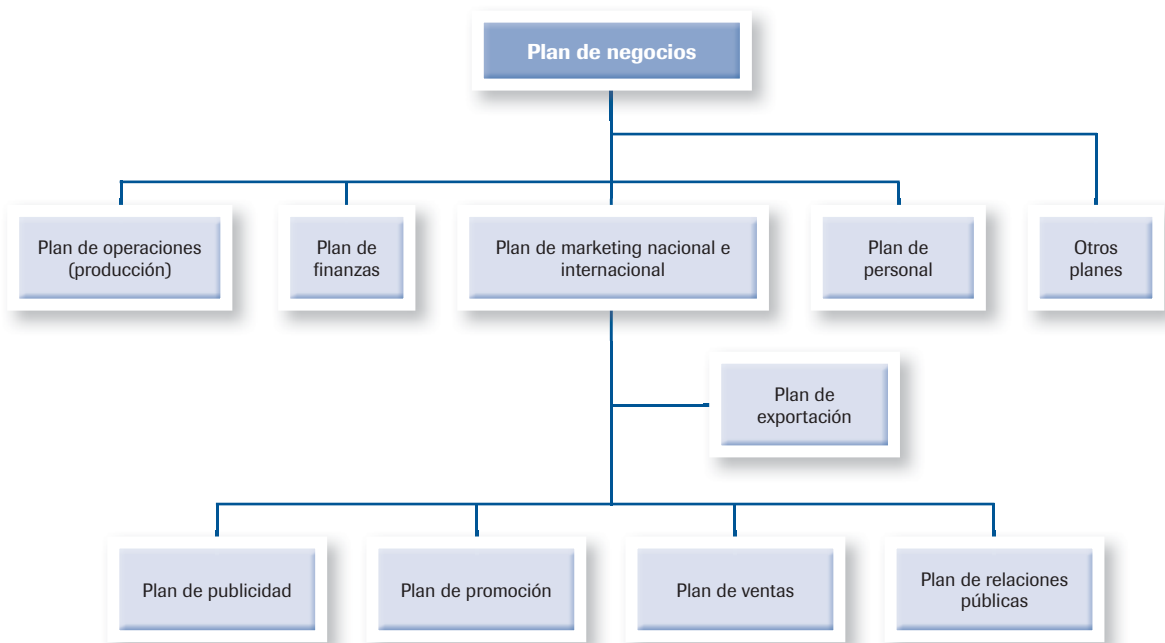 Plan de negocios
Plan de operaciones
(producción)
Plan de
finanzas
Plan de marketing nacional e
internacional
Plan de
personal
Otros
planes
Plan de
exportación
Plan de publicidad
Plan de promoción
Plan de ventas
Plan de relaciones
públicas